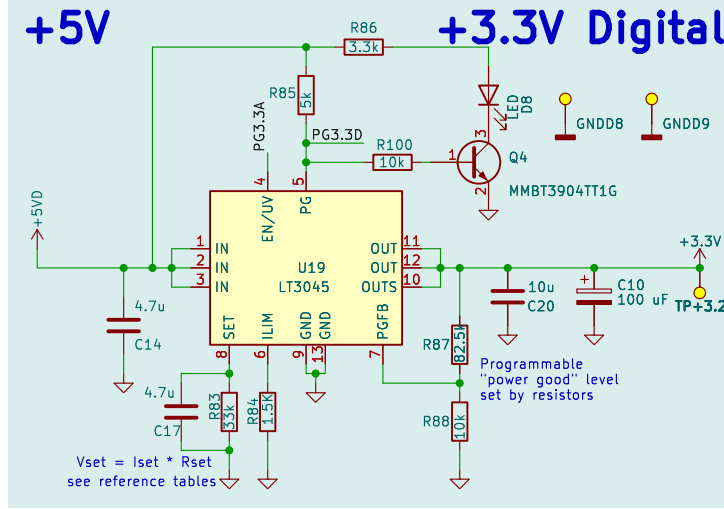 +5V
+3.3V Digital
R86
3.3k
R85
5k
PG3.3A
PG3.3D
R100
10k
LED
D8
3
1
2
Q4
MMBT3904TT1G
GNDD8
GNDD9
4
5
EN/UV
PG
+5VD
1
IN
2
IN
3
IN
U19
LT3045
OUT
11
OUT
12
OUTS
10
+3.3V
TP+3.2
4.7u
C14
10u
C20
+
C10
100 uF
SET
ILIM
GND
GND
PGFB
8
6
9
13
7
R87
82.5k
R88
10k
Programmable
"power good" level
set by resistors
4.7u
C17
R83
33k
R84
1.5K
Vset = Iset * Rset
see reference tables